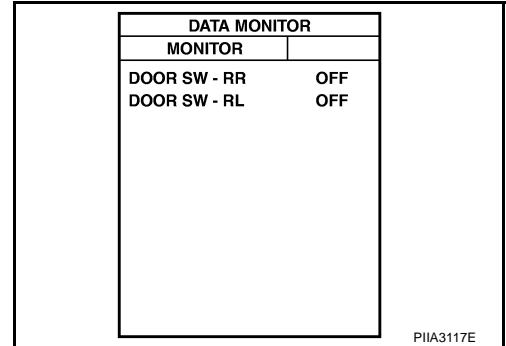 DATA MONITOR
MONITOR
DOOR SW - RR OFF
DOOR SW - RL OFF
PIIA3117E